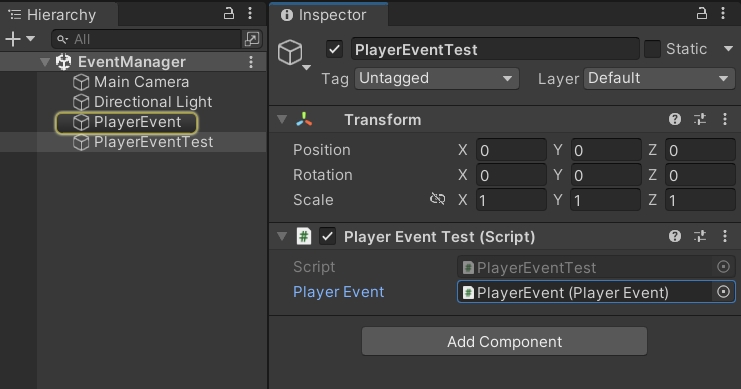 Hierarchy
All
EventManager
Main Camera
Directional Light
PlayerEvent
PlayerEventTest
Inspector
PlayerEventTest Static
Tag Untagged Layer Default
Transform
Position X 0 Y 0 Z 0
Rotation X 0 Y 0 Z 0
Scale X 1 Y 1 Z 1
# Player Event Test (Script)
Script # PlayerEventTest
Player Event # PlayerEvent (Player Event)
Add Component